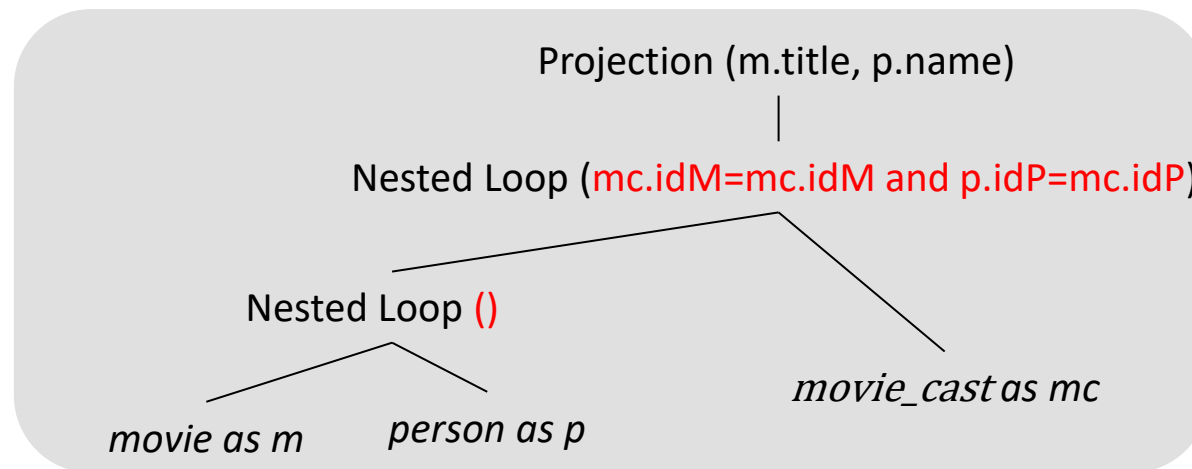 Projection (m.title, p.name)
Nested Loop (mc.idM=mc.idM and p.idP=mc.idP)
Nested Loop ()
movie as m
person as p
movie_cast as mc